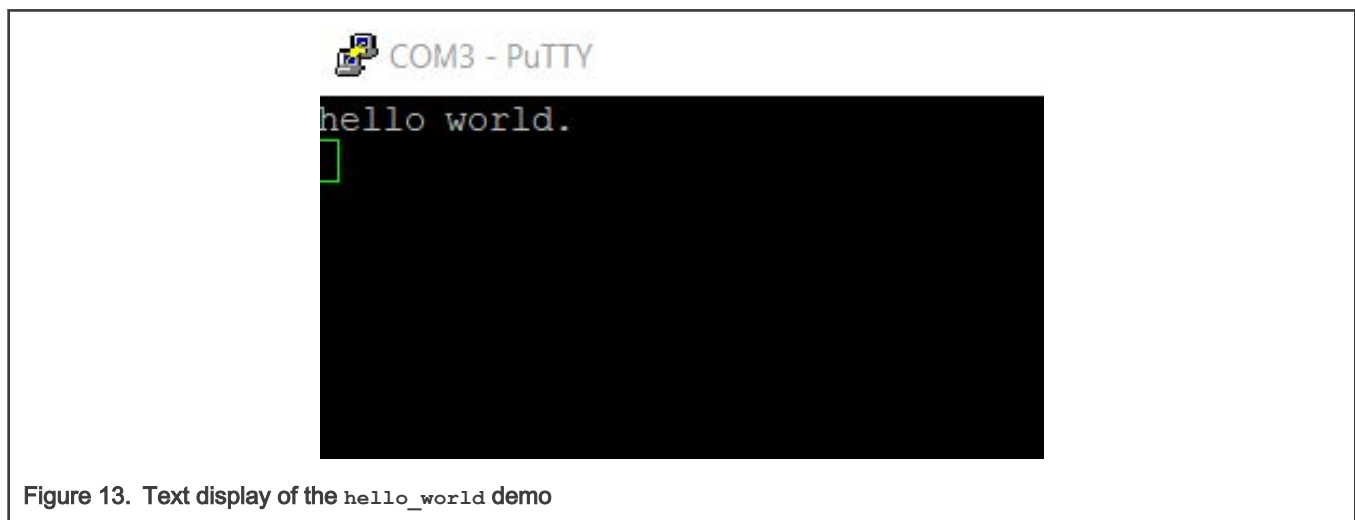 COM3 - PuTTY
hello world.
Figure 13. Text display of the hello_world demo